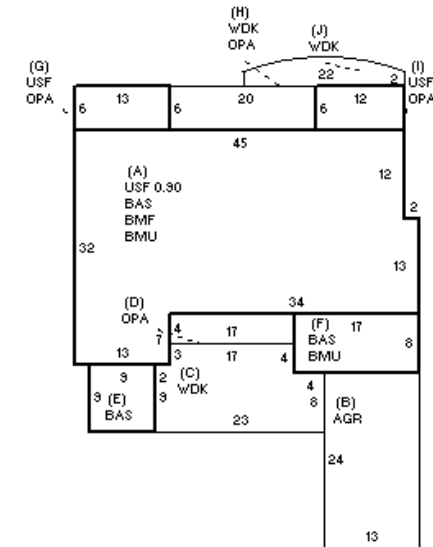 (H)
WDK
OPA
(J)
WDK
(G)
USF
OPA
(I)
USF
OPA
22
2
13
20
12
6
6
6
45
(A)
USF 0.90
BAS
BMF
BMU
12
2
32
13
34
(D)
OPA
4
17
17
(F)
BAS
BMU
8
7
13
3
17
4
9
2
(C)
WDK
4
9
(E)
BAS
9
8
(B)
AGR
23
24
13